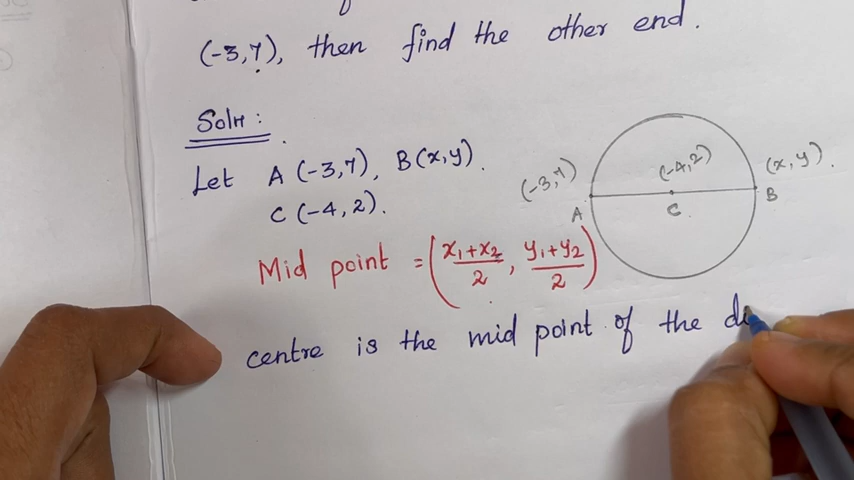 (-3,7), then find the other end.
Soln:
Let A(-3,7), B(x,y).
C(-4,2).
(-3,7)
(-4,2)
(x,y).
A
C
B
Mid point = (x₁+x₂/2, y₁+y₂/2)
centre is the mid point of the di